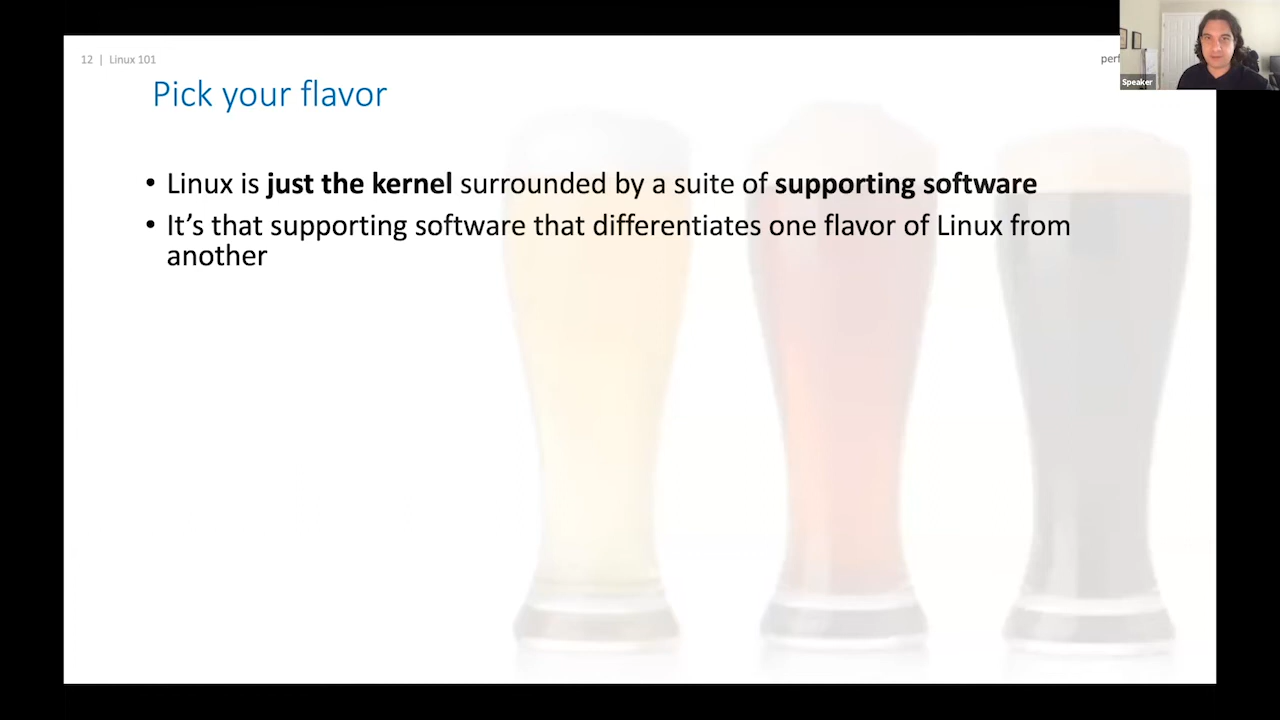 12 | Linux 101
Pick your flavor
• Linux is just the kernel surrounded by a suite of supporting software
• It's that supporting software that differentiates one flavor of Linux from
another
Speaker